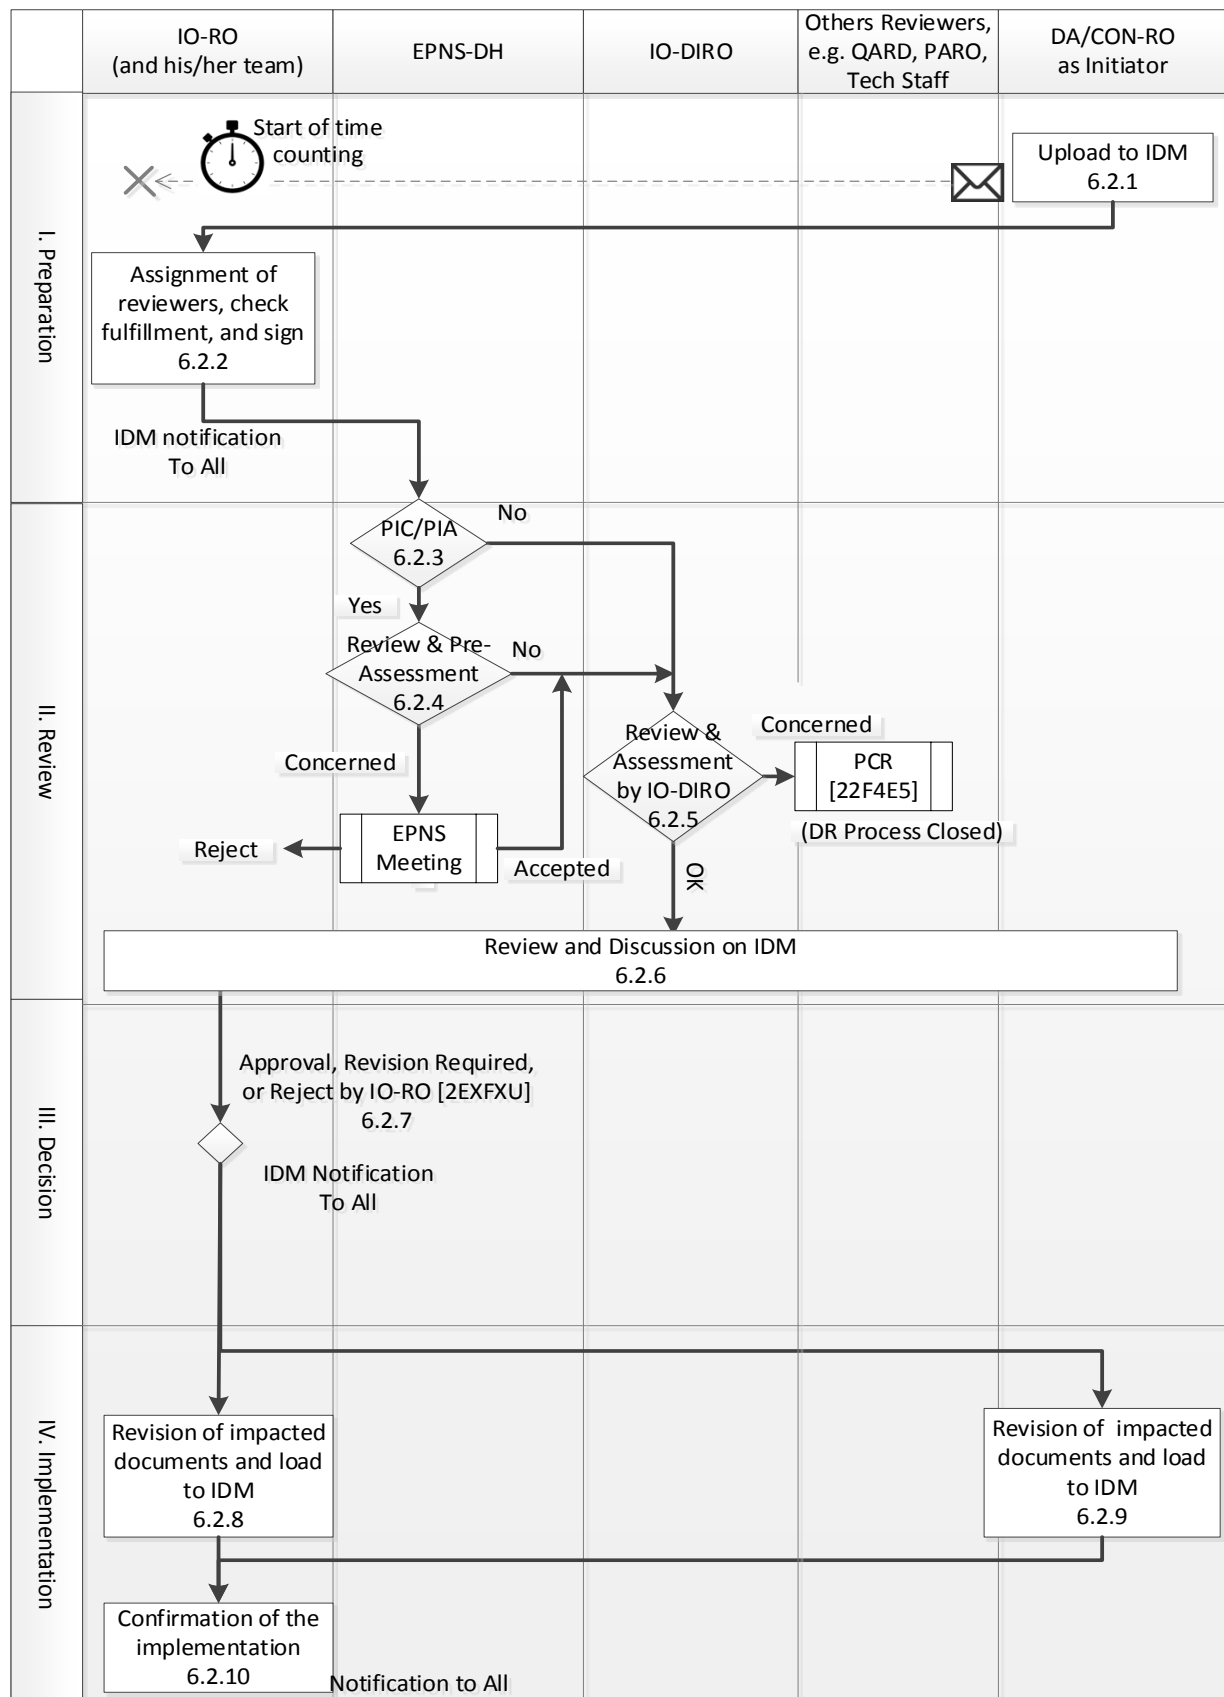 IO-RO
(and his/her team)
EPNS-DH
IO-DIRO
Others Reviewers,
e.g. QARD, PARO,
Tech Staff
DA/CON-RO
as Initiator
I. Preparation
Start of time
counting
Upload to IDM
6.2.1
Assignment of
reviewers, check
fulfillment, and sign
6.2.2
IDM notification
To All
II. Review
PIC/PIA
6.2.3
No
Yes
Review & Pre-
Assessment
6.2.4
No
Concerned
Review &
Assessment
by IO-DIRO
6.2.5
Concerned
PCR
[22F4E5]
(DR Process Closed)
EPNS
Meeting
Reject
Accepted
OK
Review and Discussion on IDM
6.2.6
III. Decision
Approval, Revision Required,
or Reject by IO-RO [2EXFXU]
6.2.7
IDM Notification
To All
IV. Implementation
Revision of impacted
documents and load
to IDM
6.2.8
Revision of  impacted
documents and load
to IDM
6.2.9
Confirmation of the
implementation
6.2.10
Notification to All